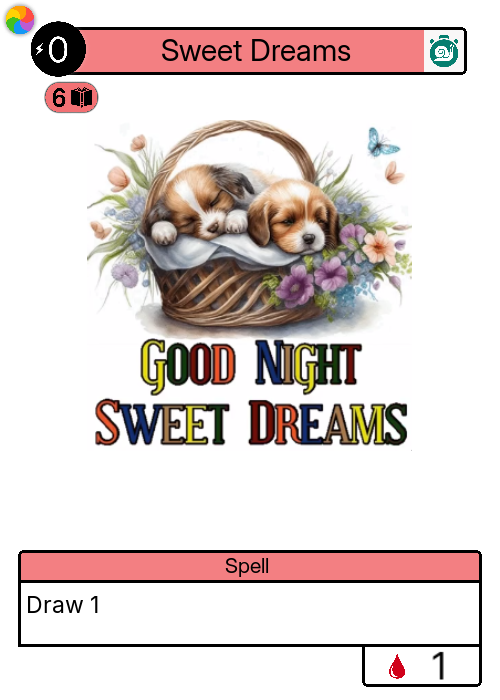 0
Sweet Dreams
6
GOOD NIGHT
SWEET DREAMS
Spell
Draw 1
1